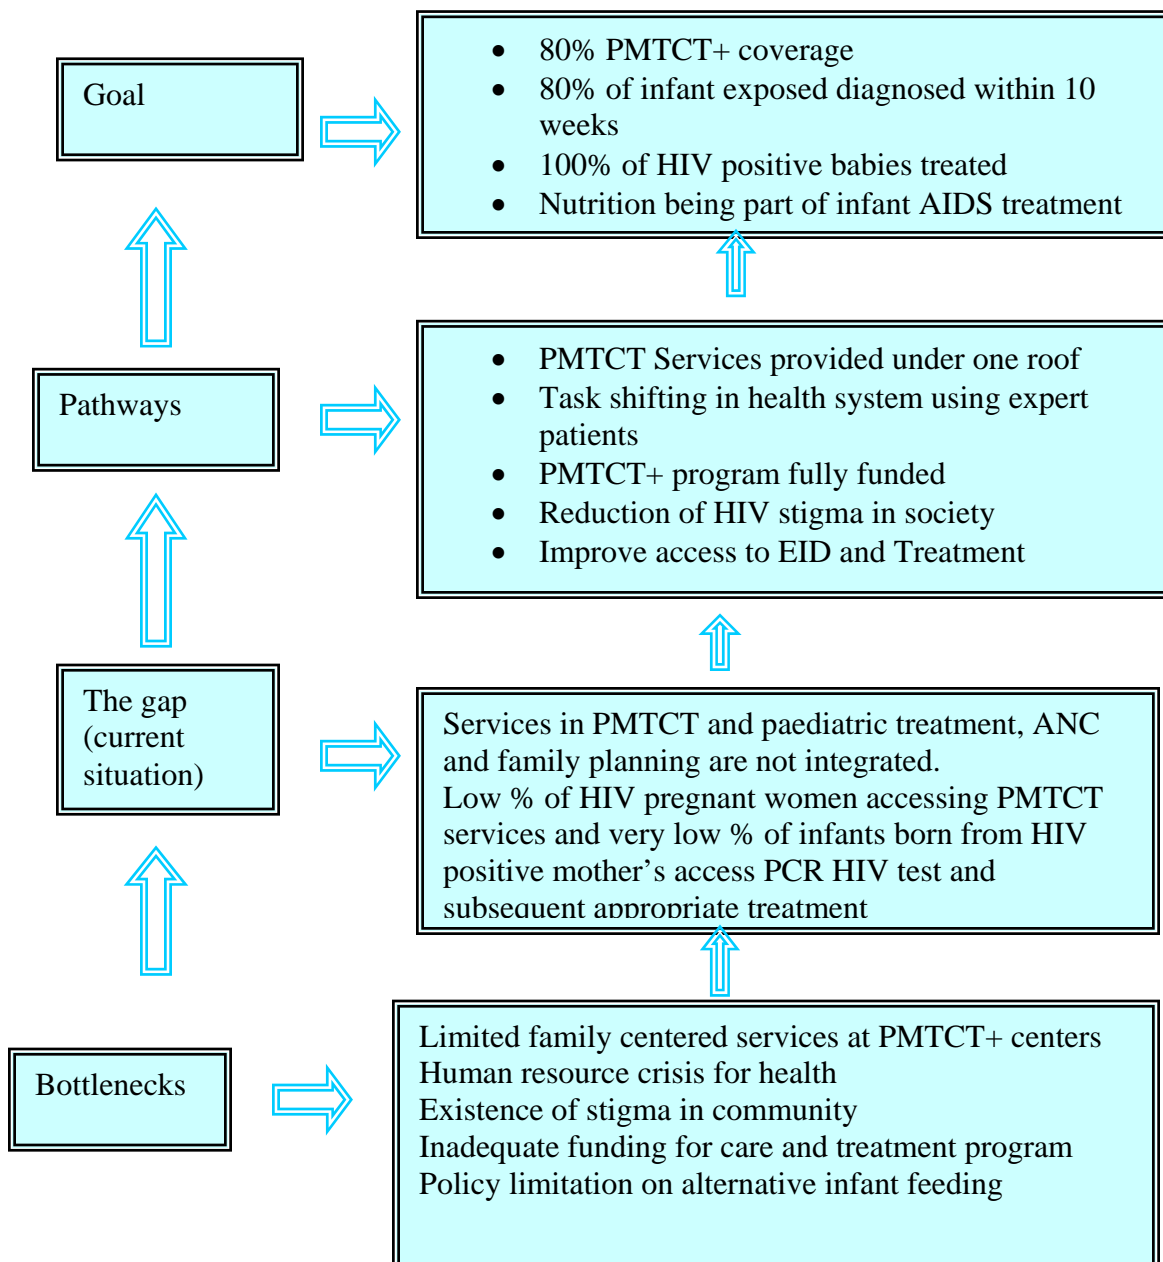 Goal
• 80% PMTCT+ coverage
• 80% of infant exposed diagnosed within 10
weeks
• 100% of HIV positive babies treated
• Nutrition being part of infant AIDS treatment
Pathways
• PMTCT Services provided under one roof
• Task shifting in health system using expert
patients
• PMTCT+ program fully funded
• Reduction of HIV stigma in society
• Improve access to EID and Treatment
The gap
(current
situation)
Services in PMTCT and paediatric treatment, ANC
and family planning are not integrated.
Low % of HIV pregnant women accessing PMTCT
services and very low % of infants born from HIV
positive mother’s access PCR HIV test and
subsequent appropriate treatment
Bottlenecks
Limited family centered services at PMTCT+ centers
Human resource crisis for health
Existence of stigma in community
Inadequate funding for care and treatment program
Policy limitation on alternative infant feeding